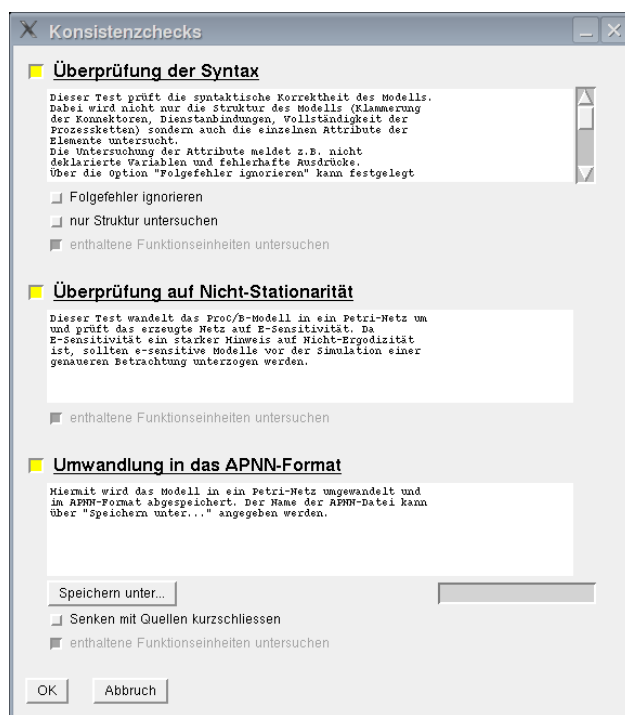 Konsistenzchecks
Überprüfung der Syntax
Dieser Test prüft die syntaktische Korrektheit des Modells.
Dabei wird nicht nur die Struktur des Modells (Klammerung
der Konnektoren, Dienstanbindungen, Vollständigkeit der
Prozessketten) sondern auch die einzelnen Attribute der
Elemente untersucht.
Die Untersuchung der Attribute meldet z.B. nicht
deklarierte Variablen und fehlerhafte Ausdrücke.
Über die Option "Folgefehler ignorieren" kann festgelegt
Folgefehler ignorieren
nur Struktur untersuchen
enthaltene Funktionseinheiten untersuchen
Überprüfung auf Nicht-Stationarität
Dieser Test wandelt das ProC/B-Modell in ein Petri-Netz um
und prüft das erzeugte Netz auf E-Sensitivität. Da
E-Sensitivität ein starker Hinweis auf Nicht-Ergodizität
ist, sollten e-sensitive Modelle vor der Simulation einer
genaueren Betrachtung unterzogen werden.
enthaltene Funktionseinheiten untersuchen
Umwandlung in das APNN-Format
Hiermit wird das Modell in ein Petri-Netz umgewandelt und
im APNN-Format abgespeichert. Der Name der APNN-Datei kann
über "Speichern unter..." angegeben werden.
Speichern unter...
Senken mit Quellen kurzschliessen
enthaltene Funktionseinheiten untersuchen
OK Abbruch